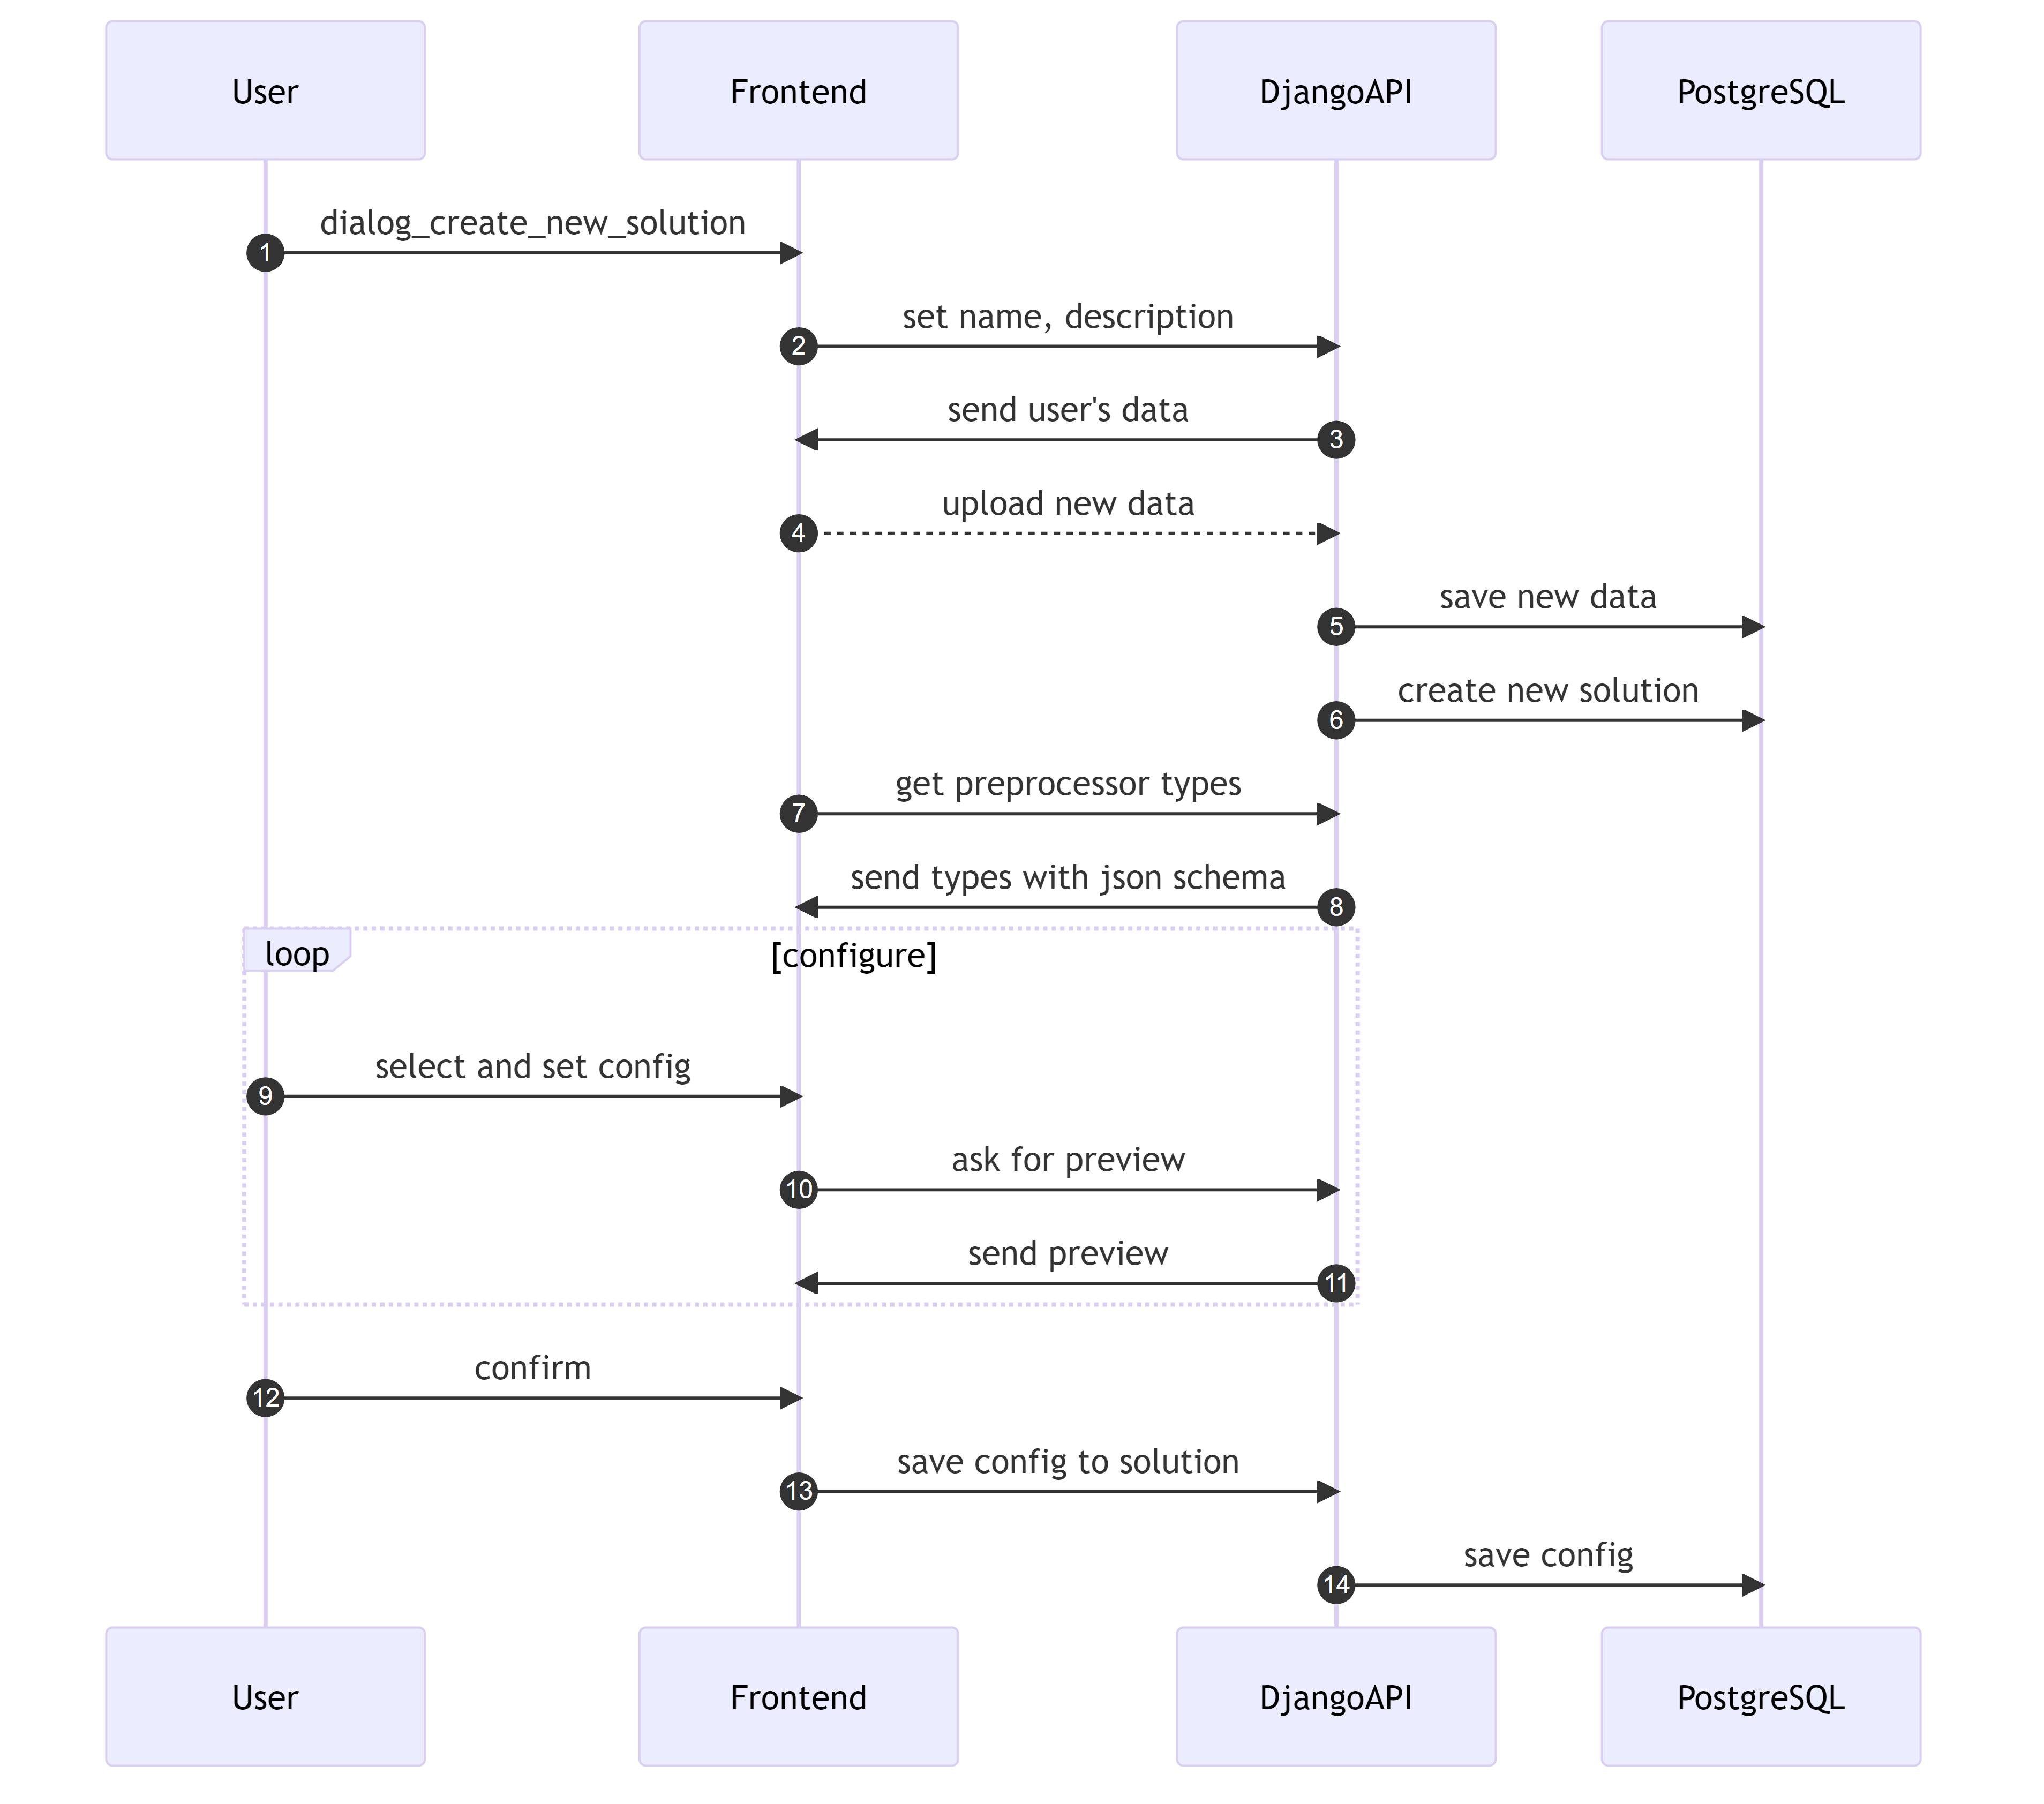 User
Frontend
DjangoAPI
PostgreSQL
dialog_create_new_solution
1
set name, description
2
send user's data
3
upload new data
4
save new data
5
create new solution
6
get preprocessor types
7
send types with json schema
8
loop
[configure]
select and set config
9
ask for preview
10
send preview
11
confirm
12
save config to solution
13
save config
14
User
Frontend
DjangoAPI
PostgreSQL